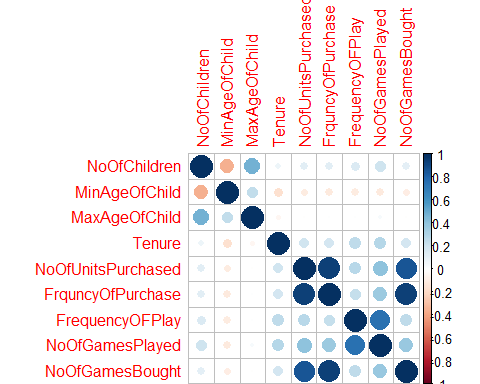 NoOfChildren
MinAgeOfChild
MaxAgeOfChild
Tenure
NoOfUnitsPurchased
FrquncyOfPurchase
FrequencyOFPlay
NoOfGamesPlayed
NoOfGamesBought
NoOfChildren
MinAgeOfChild
MaxAgeOfChild
Tenure
NoOfUnitsPurchased
FrquncyOfPurchase
FrequencyOFPlay
NoOfGamesPlayed
NoOfGamesBought
1
0.8
0.6
0.4
0.2
0
-0.2
-0.4
-0.6
-0.8